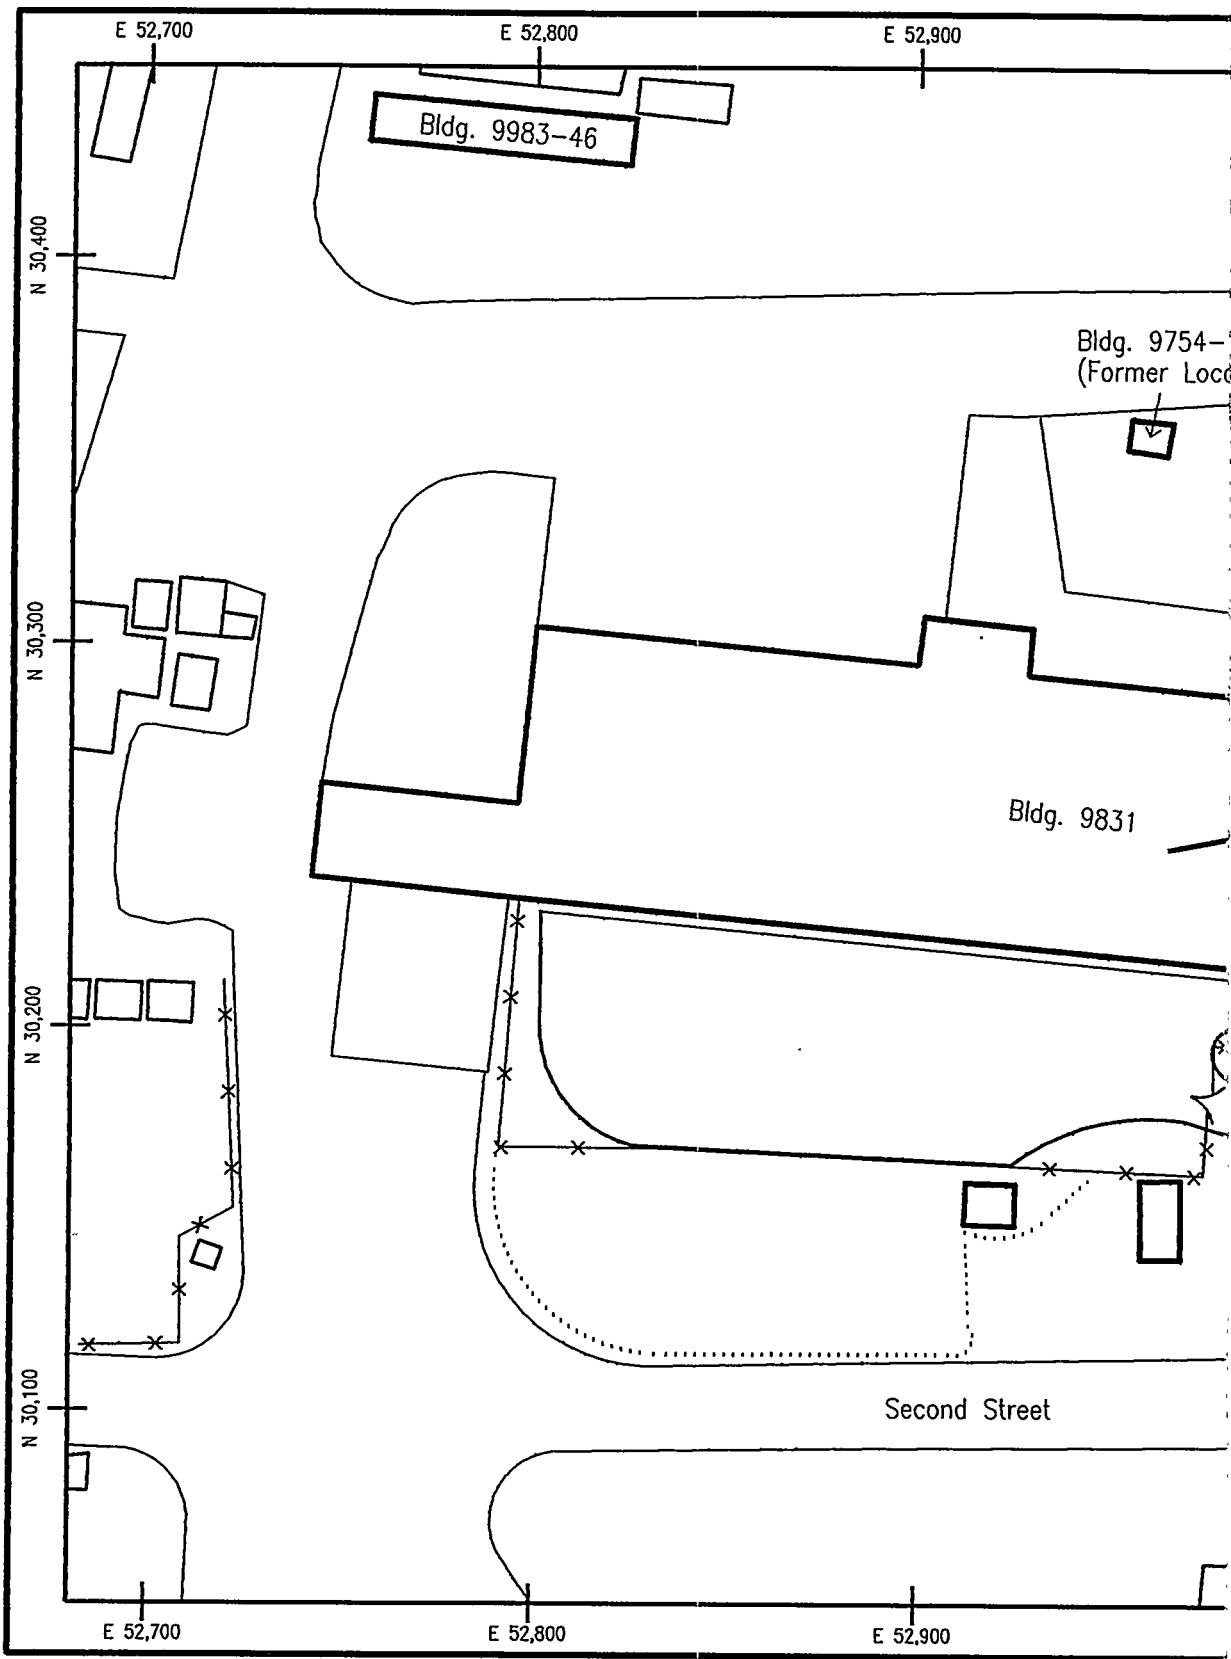 E 52,700
E 52,800
E 52,900
Bldg. 9983-46
N 30,400
Bldg. 9754-
(Former Loc
N 30,300
Bldg. 9831
N 30,200
N 30,100
Second Street
E 52,700
E 52,800
E 52,900